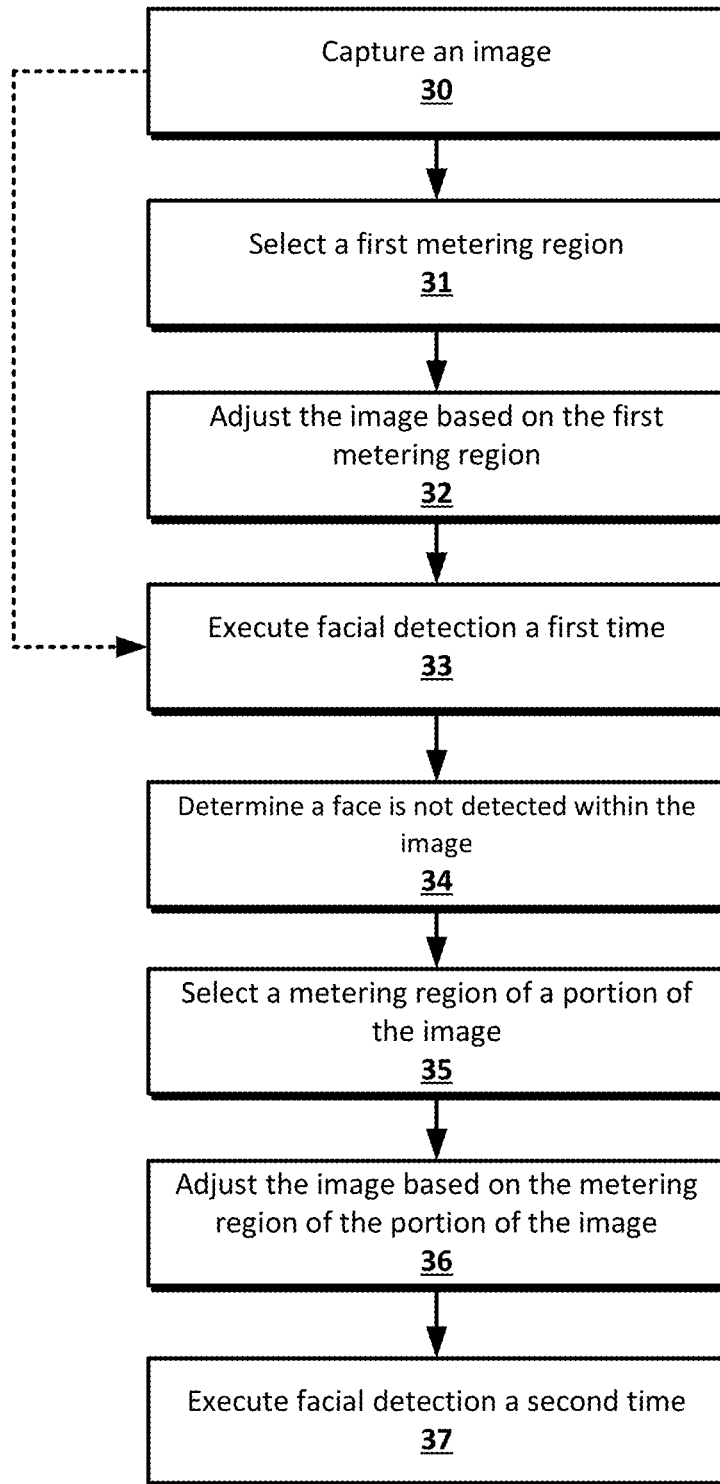 Capture an image
30
Select a first metering region
31
Adjust the image based on the first
metering region
32
Execute facial detection a first time
33
Determine a face is not detected within the
image
34
Select a metering region of a portion of
the image
35
Adjust the image based on the metering
region of the portion of the image
36
Execute facial detection a second time
37